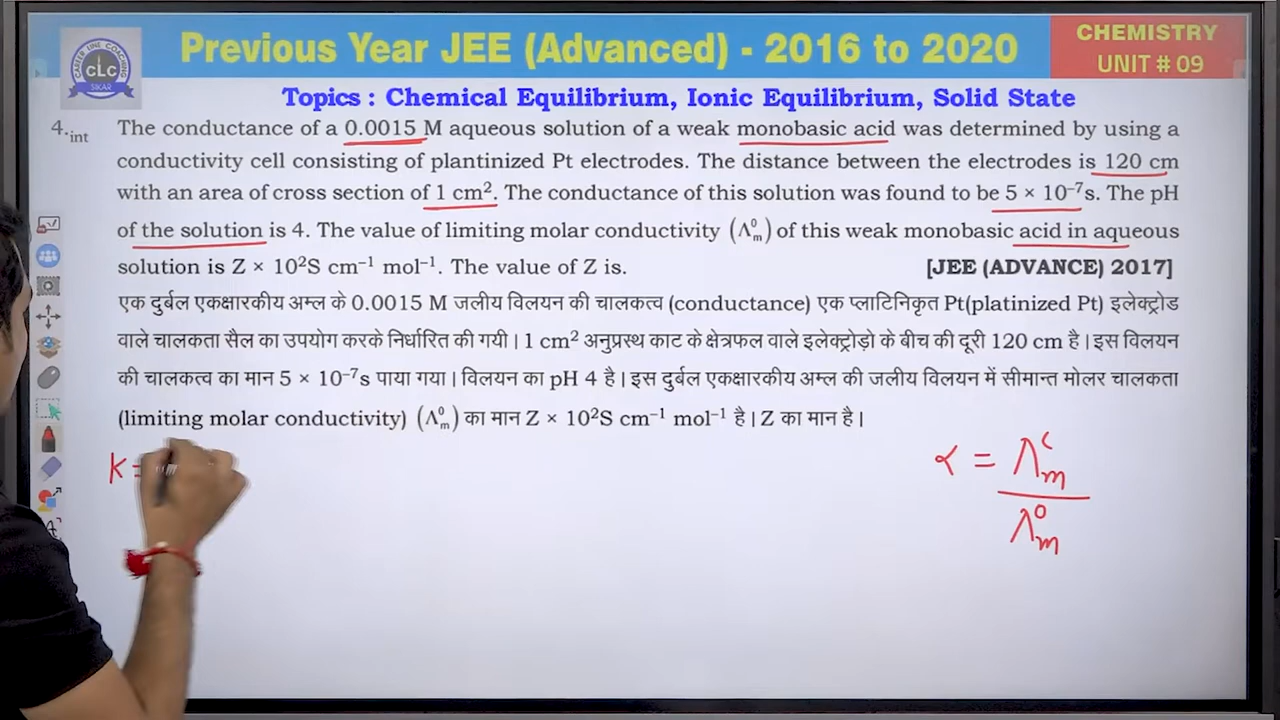 Previous Year JEE (Advanced) - 2016 to 2020
CHEMISTRY
UNIT # 09
CAREER LINE COACHING
CLC
SIKAR
Topics : Chemical Equilibrium, Ionic Equilibrium, Solid State
4.int The conductance of a 0.0015 M aqueous solution of a weak monobasic acid was determined by using a
conductivity cell consisting of plantinized Pt electrodes. The distance between the electrodes is 120 cm
with an area of cross section of 1 cm². The conductance of this solution was found to be 5 × 10⁻⁷s. The pH
of the solution is 4. The value of limiting molar conductivity (Λ⁰ₘ) of this weak monobasic acid in aqueous
solution is Z × 10²S cm⁻¹ mol⁻¹. The value of Z is. [JEE (ADVANCE) 2017]
एक दुर्बल एकक्षारकीय अम्ल के 0.0015 M जलीय विलयन की चालकत्व (conductance) एक प्लाटिनिकृत Pt(platinized Pt) इलेक्ट्रोड
वाले चालकता सैल का उपयोग करके निर्धारित की गयी। 1 cm² अनुप्रस्थ काट के क्षेत्रफल वाले इलेक्ट्रोड़ो के बीच की दूरी 120 cm है। इस विलयन
की चालकत्व का मान 5 × 10⁻⁷s पाया गया। विलयन का pH 4 है। इस दुर्बल एकक्षारकीय अम्ल की जलीय विलयन में सीमान्त मोलर चालकता
(limiting molar conductivity) (Λ⁰ₘ) का मान Z × 10²S cm⁻¹ mol⁻¹ है। Z का मान है।
K =
α = Λᶜₘ
Λ⁰ₘ